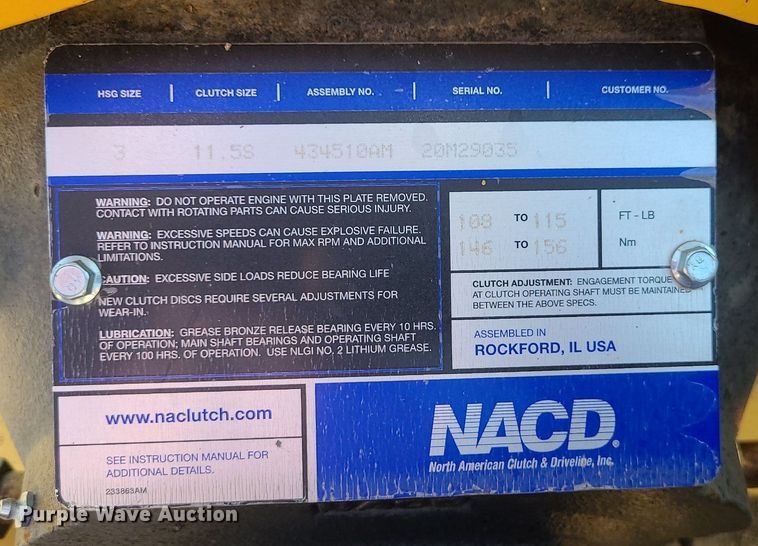 HSG SIZE | CLUTCH SIZE | ASSEMBLY NO. | SERIAL NO. | CUSTOMER NO.
3 11.5S 434510AM 20M29035
WARNING: DO NOT OPERATE ENGINE WITH THIS PLATE REMOVED.
CONTACT WITH ROTATING PARTS CAN CAUSE SERIOUS INJURY.
WARNING: EXCESSIVE SPEEDS CAN CAUSE EXPLOSIVE FAILURE.
REFER TO INSTRUCTION MANUAL FOR MAX RPM AND ADDITIONAL
LIMITATIONS.
CAUTION: EXCESSIVE SIDE LOADS REDUCE BEARING LIFE
NEW CLUTCH DISCS REQUIRE SEVERAL ADJUSTMENTS FOR
WEAR-IN.
LUBRICATION: GREASE BRONZE RELEASE BEARING EVERY 10 HRS.
OF OPERATION; MAIN SHAFT BEARINGS AND OPERATING SHAFT
EVERY 100 HRS. OF OPERATION. USE NLGI NO. 2 LITHIUM GREASE.
108 TO 115 FT - LB
146 TO 156 Nm
CLUTCH ADJUSTMENT: ENGAGEMENT TORQUE
AT CLUTCH OPERATING SHAFT MUST BE MAINTAINED
BETWEEN THE ABOVE SPECS.
ASSEMBLED IN
ROCKFORD, IL USA
www.naclutch.com
SEE INSTRUCTION MANUAL FOR
ADDITIONAL DETAILS.
233863AM
NACD®
North American Clutch & Driveline, Inc.
Purple Wave Auction